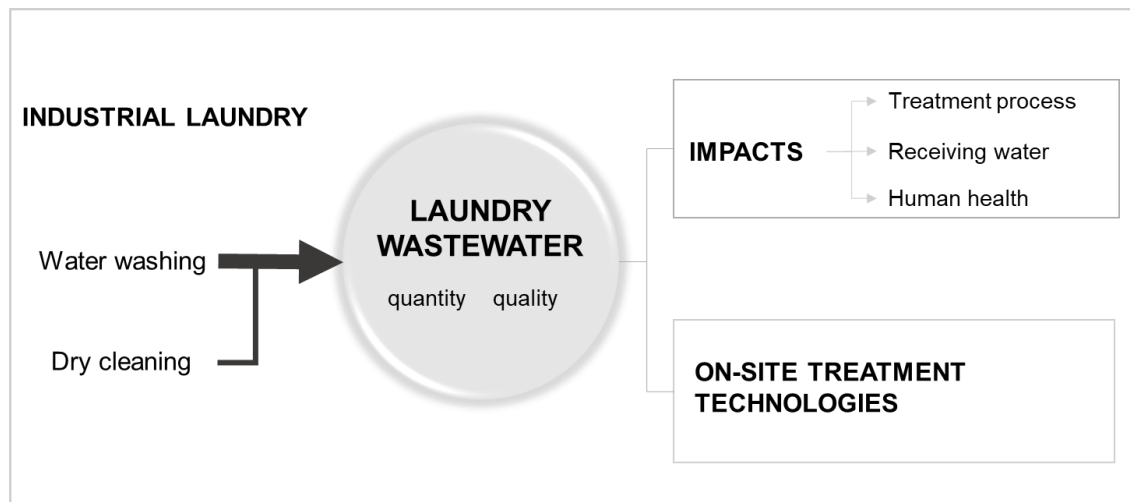 INDUSTRIAL LAUNDRY
Water washing
Dry cleaning
LAUNDRY
WASTEWATER
quantity quality
IMPACTS
Treatment process
Receiving water
Human health
ON-SITE TREATMENT
TECHNOLOGIES